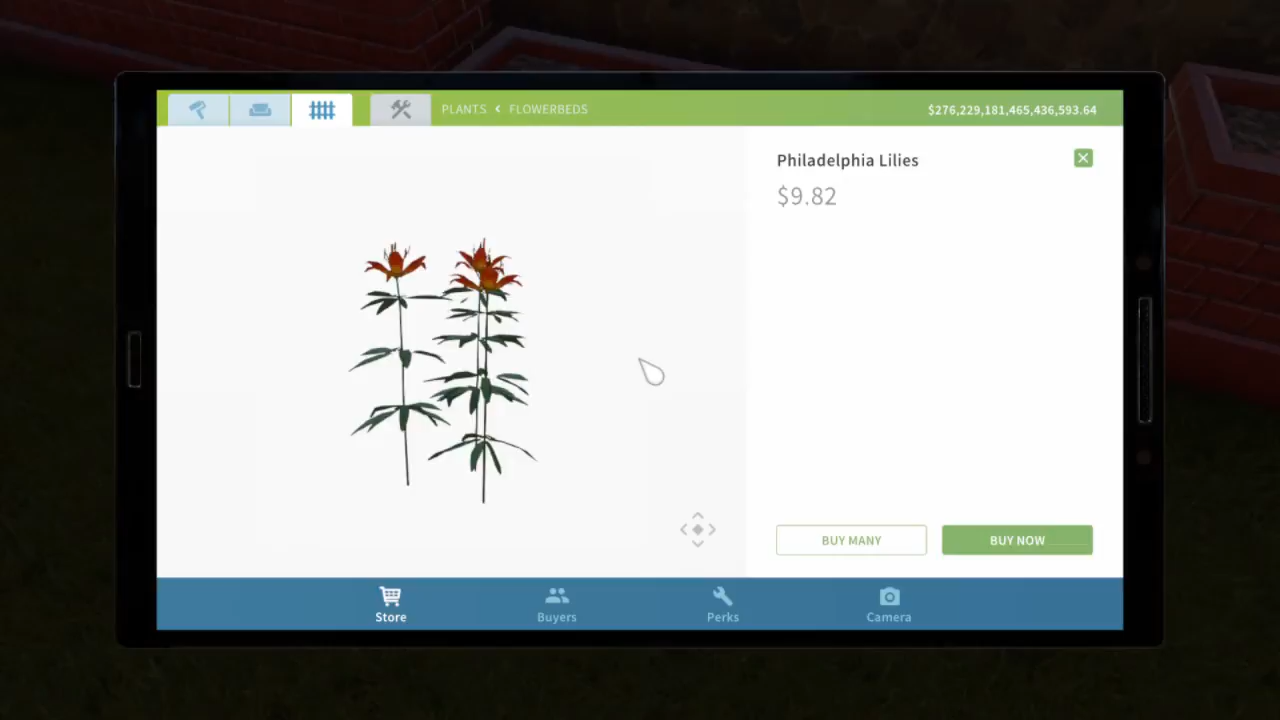 PLANTS < FLOWERBEDS
$276,229,181,465,436,593.64
Philadelphia Lilies
$9.82
BUY MANY
BUY NOW
Store
Buyers
Perks
Camera